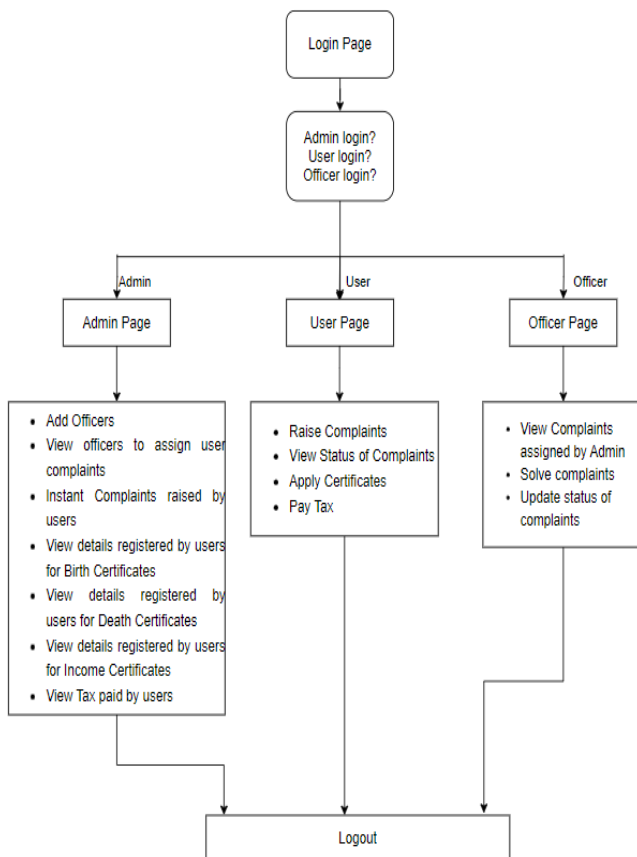 Login Page
Admin login?
User login?
Officer login?
Admin
User
Officer
Admin Page
User Page
Officer Page
• Add Officers
• View officers to assign user
complaints
• Instant Complaints raised by
users
• View details registered by users
for Birth Certificates
• View details registered by
users for Death Certificates
• View details registered by users
for Income Certificates
• View Tax paid by users
• Raise Complaints
• View Status of Complaints
• Apply Certificates
• Pay Tax
• View Complaints
assigned by Admin
• Solve complaints
• Update status of
complaints
Logout